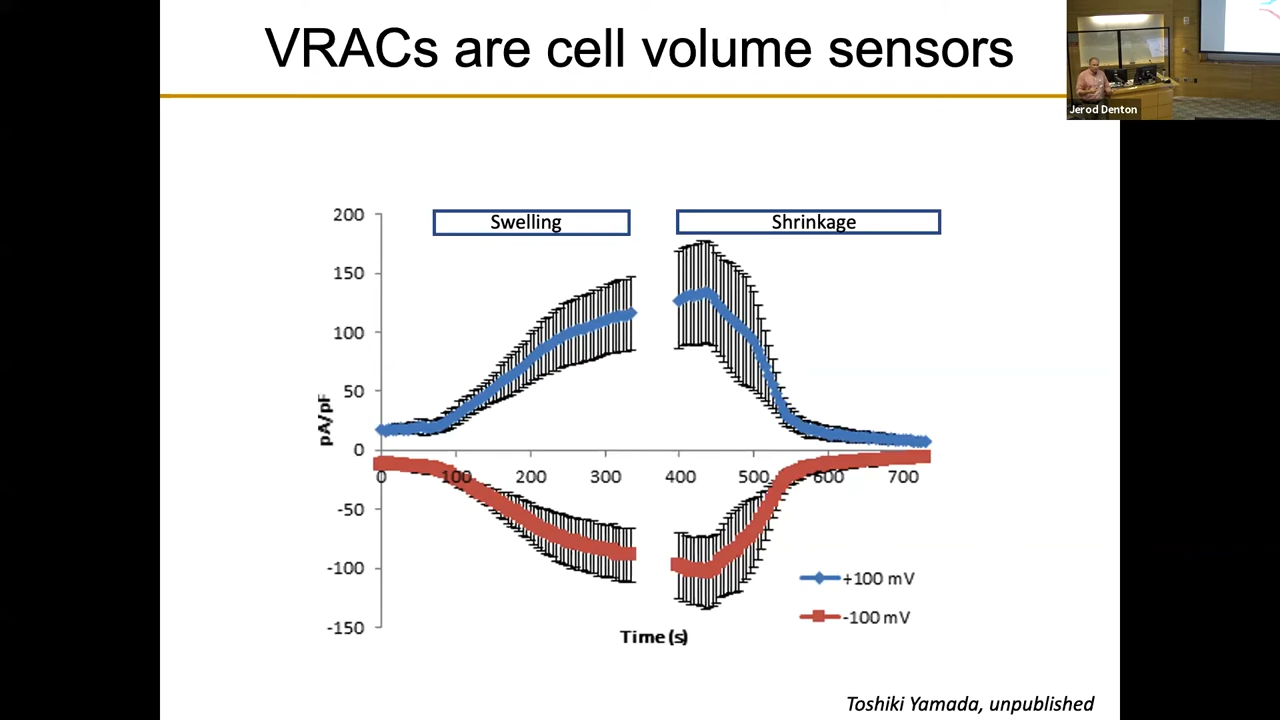 VRACs are cell volume sensors
Jerod Denton
Swelling
Shrinkage
200
150
100
50
0
-50
-100
-150
pA/pF
0 100 200 300 400 500 600 700
Time (s)
+100 mV
-100 mV
Toshiki Yamada, unpublished